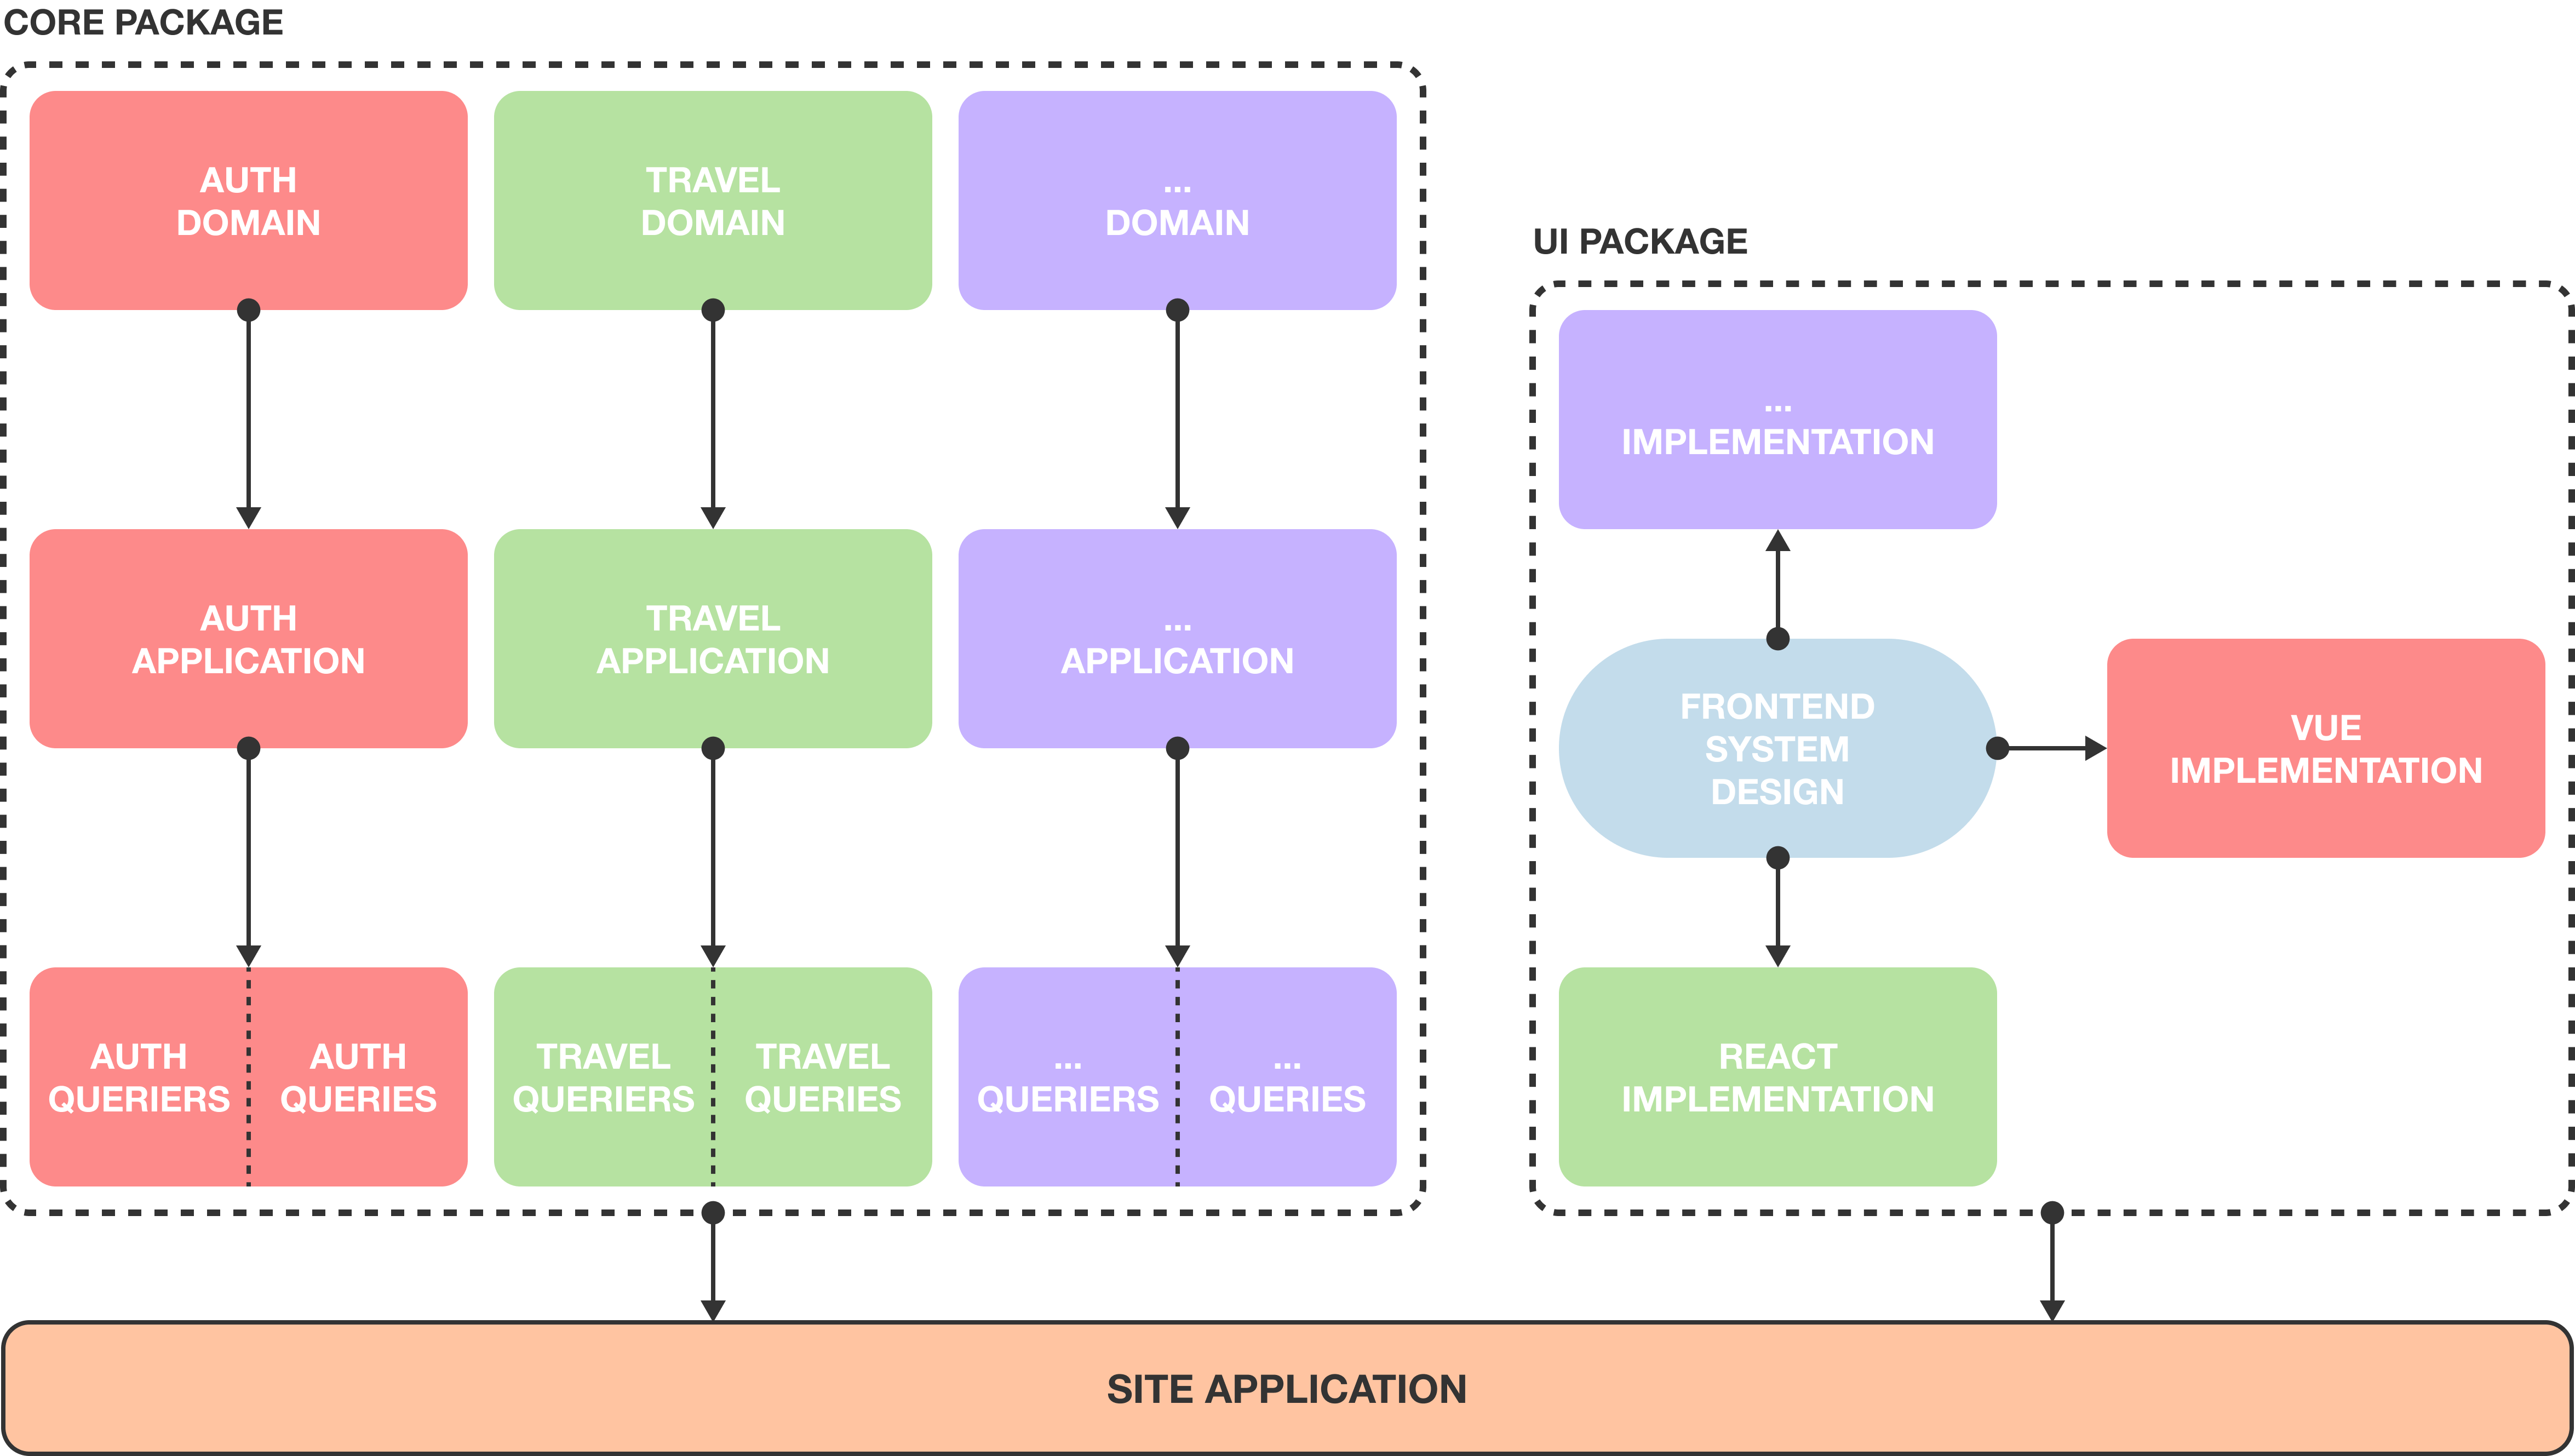 CORE PACKAGE
AUTH
DOMAIN
TRAVEL
DOMAIN
...
DOMAIN
AUTH
APPLICATION
TRAVEL
APPLICATION
...
APPLICATION
AUTH
QUERIERS
AUTH
QUERIES
TRAVEL
QUERIERS
TRAVEL
QUERIES
...
QUERIERS
...
QUERIES
UI PACKAGE
...
IMPLEMENTATION
FRONTEND
SYSTEM
DESIGN
VUE
IMPLEMENTATION
REACT
IMPLEMENTATION
SITE APPLICATION